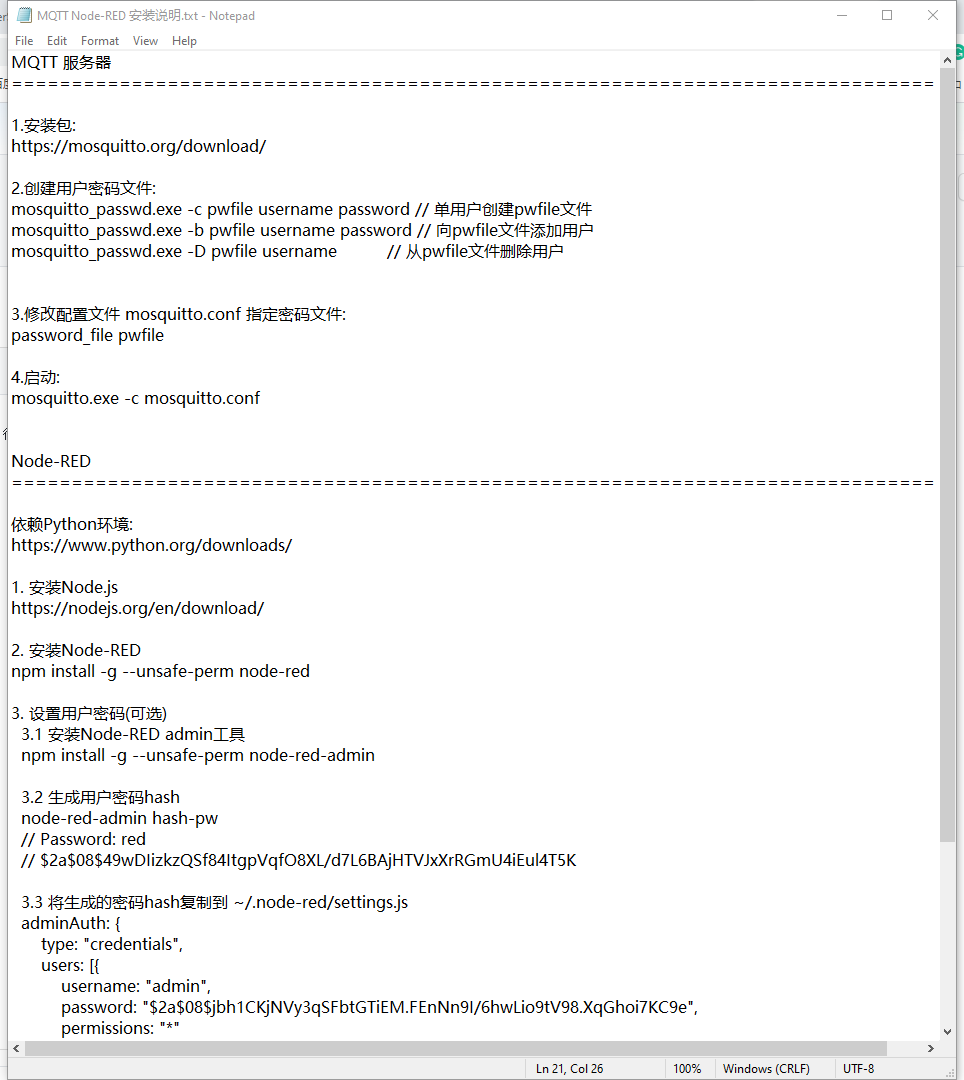 MQTT Node-RED 安装说明.txt - Notepad
File Edit Format View Help
MQTT 服务器
=============================================================================
1.安装包:
https://mosquitto.org/download/
2.创建用户密码文件:
mosquitto_passwd.exe -c pwfile username password // 单用户创建pwfile文件
mosquitto_passwd.exe -b pwfile username password // 向pwfile文件添加用户
mosquitto_passwd.exe -D pwfile username // 从pwfile文件删除用户
3.修改配置文件 mosquitto.conf 指定密码文件:
password_file pwfile
4.启动:
mosquitto.exe -c mosquitto.conf
Node-RED
=============================================================================
依赖Python环境:
https://www.python.org/downloads/
1. 安装Node.js
https://nodejs.org/en/download/
2. 安装Node-RED
npm install -g --unsafe-perm node-red
3. 设置用户密码(可选)
3.1 安装Node-RED admin工具
npm install -g --unsafe-perm node-red-admin
3.2 生成用户密码hash
node-red-admin hash-pw
// Password: red
// $2a$08$49wDIizkzQSf84ItgpVqfO8XL/d7L6BAjHTVJxXrRGmU4iEul4T5K
3.3 将生成的密码hash复制到 ~/.node-red/settings.js
adminAuth: {
type: "credentials",
users: [{
username: "admin",
password: "$2a$08$jbh1CKjNVy3qSFbtGTiEM.FEnNn9I/6hwLio9tV98.XqGhoi7KC9e",
permissions: "*"
Ln 21, Col 26 100% Windows (CRLF) UTF-8